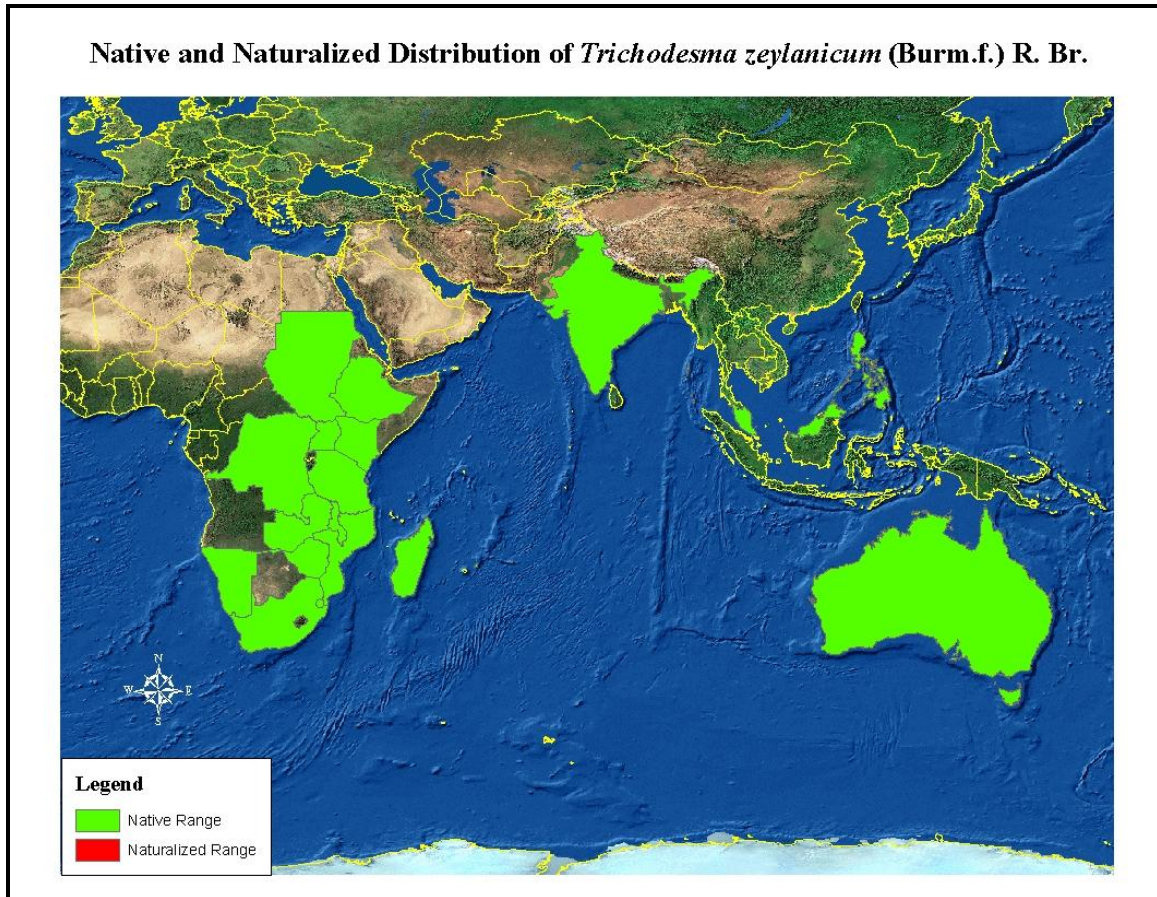 Native and Naturalized Distribution of Trichodesma zeylanicum (Burm.f.) R. Br.
N
W E
S
Legend
Native Range
Naturalized Range